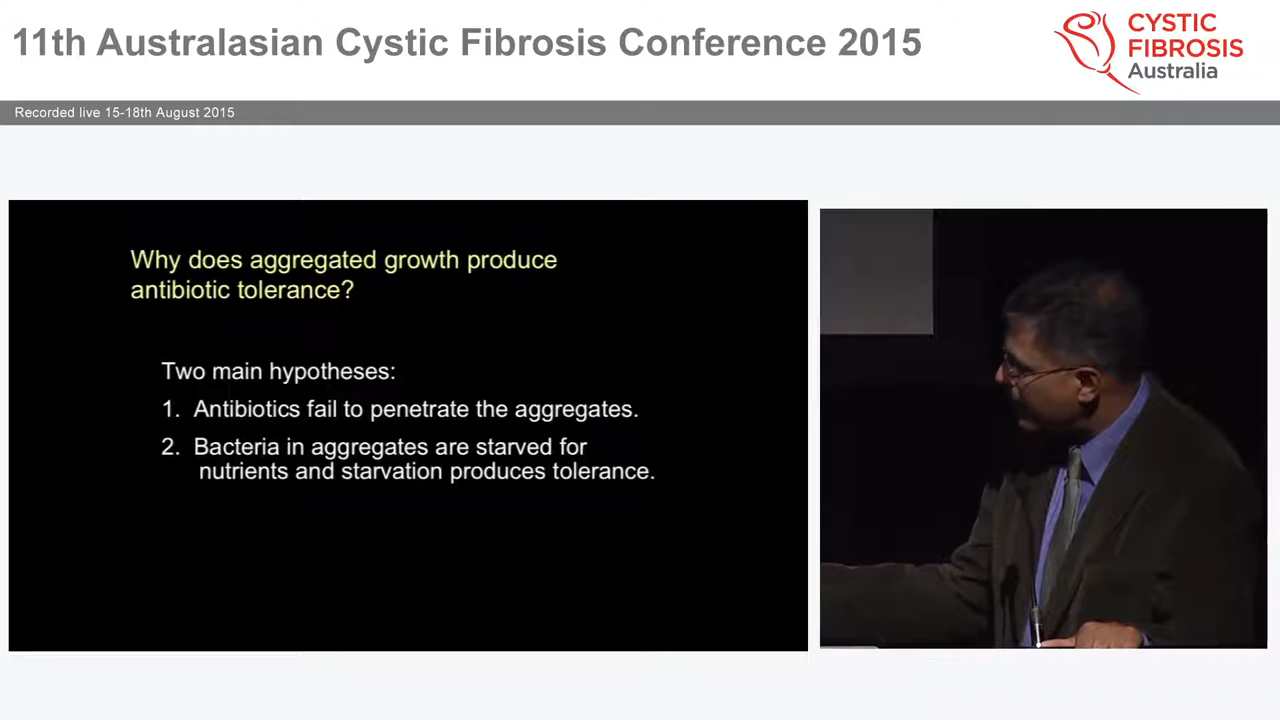 11th Australasian Cystic Fibrosis Conference 2015
CYSTIC
FIBROSIS
Australia
Recorded live 15-18th August 2015
Why does aggregated growth produce
antibiotic tolerance?
Two main hypotheses:
1. Antibiotics fail to penetrate the aggregates.
2. Bacteria in aggregates are starved for
nutrients and starvation produces tolerance.